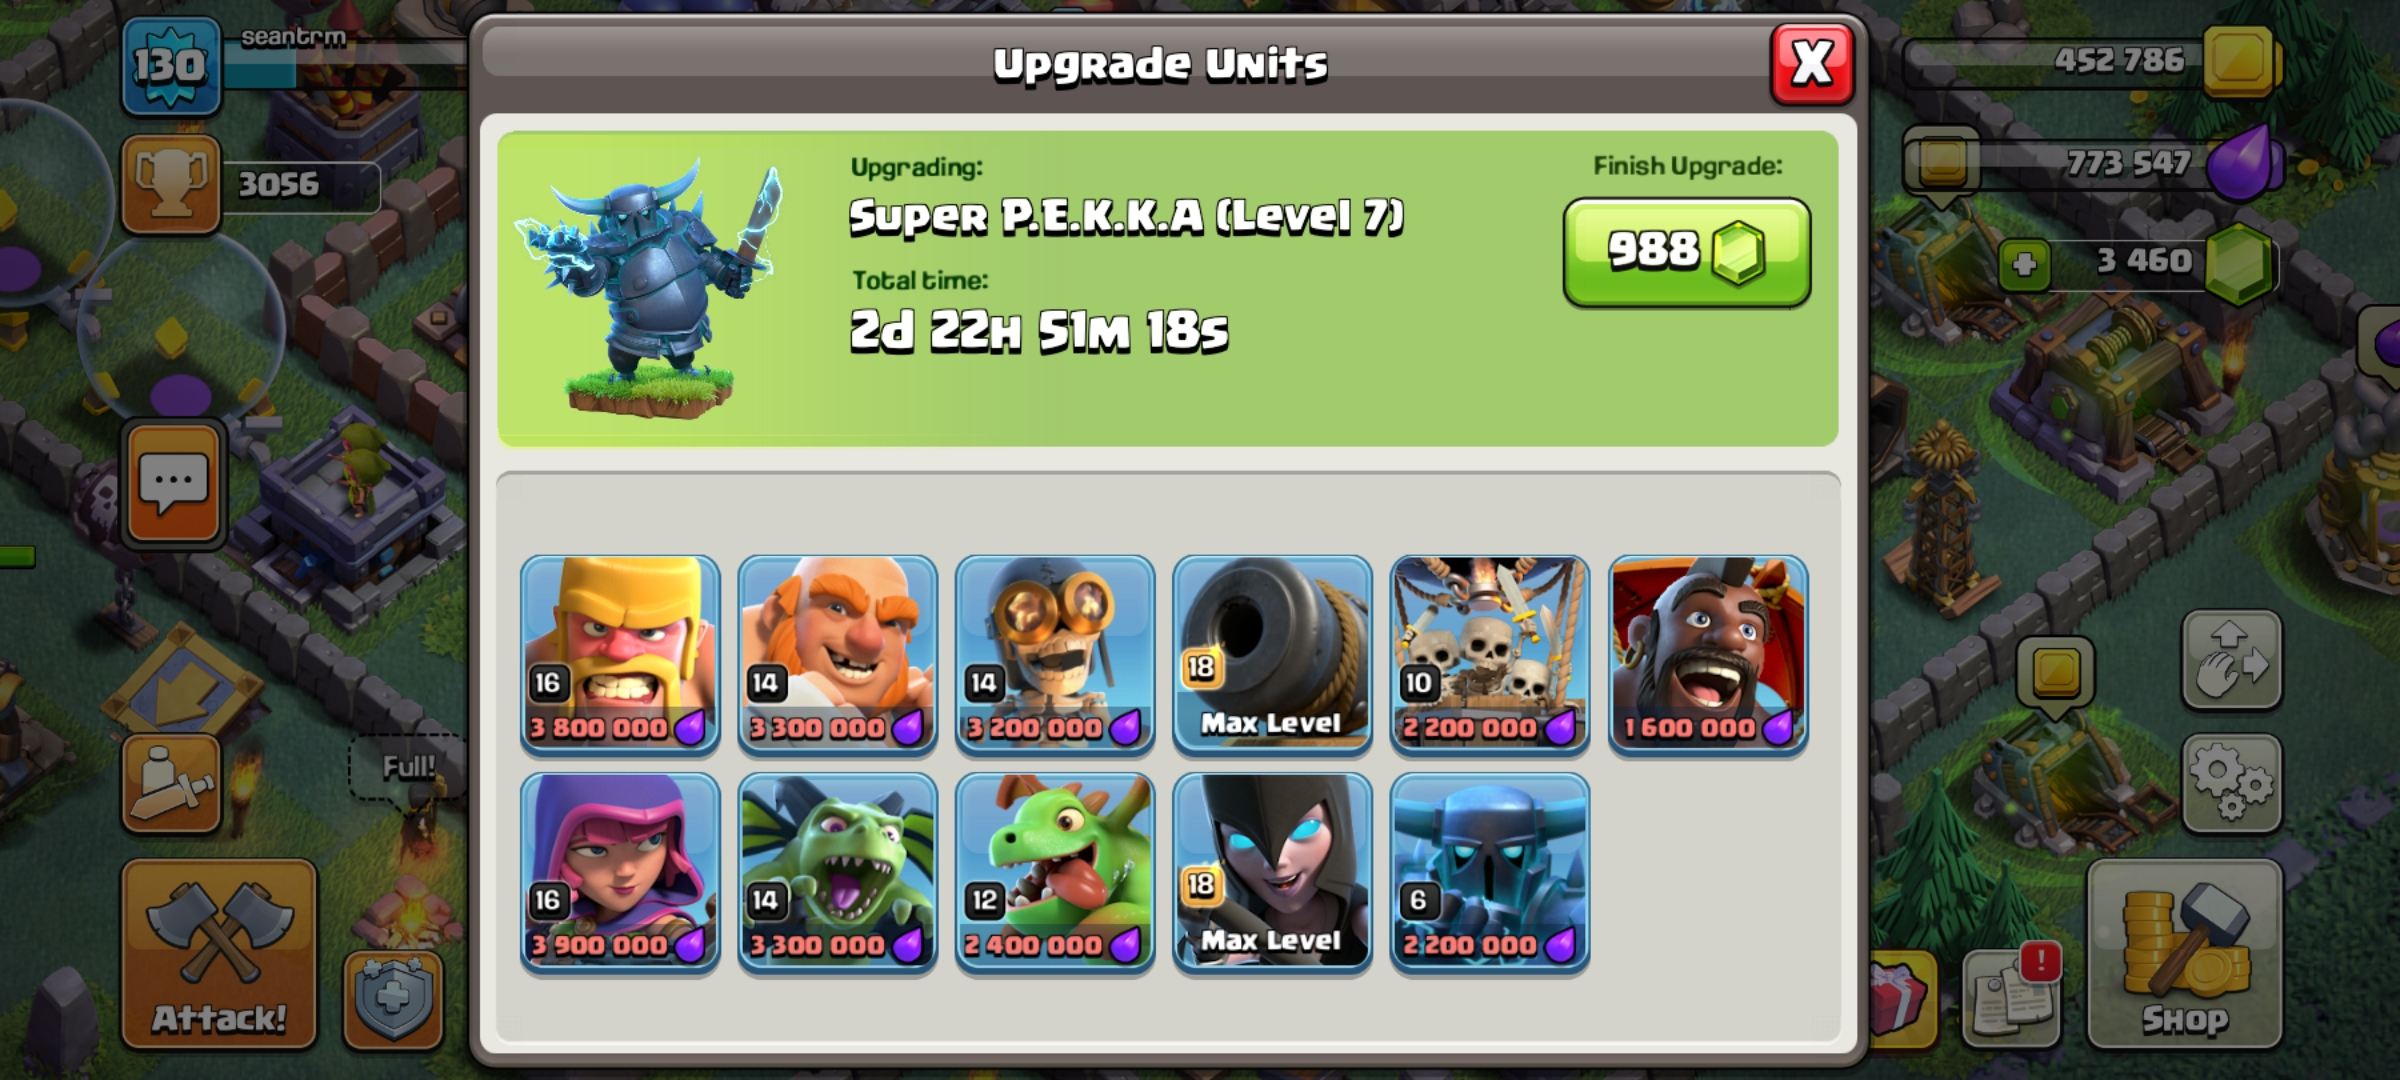 130
seantrm
3056
Full!
Attack!
Upgrade Units
X
Upgrading:
Super P.E.K.K.A (Level 7)
Total time:
2d 22H 51M 18s
Finish Upgrade:
988
16
3 800 000
14
3 300 000
14
3 200 000
18
Max Level
10
2 200 000
1 600 000
16
3 900 000
14
3 300 000
12
2 400 000
18
Max Level
6
2 200 000
452 786
773 547
+
3 460
!
Shop